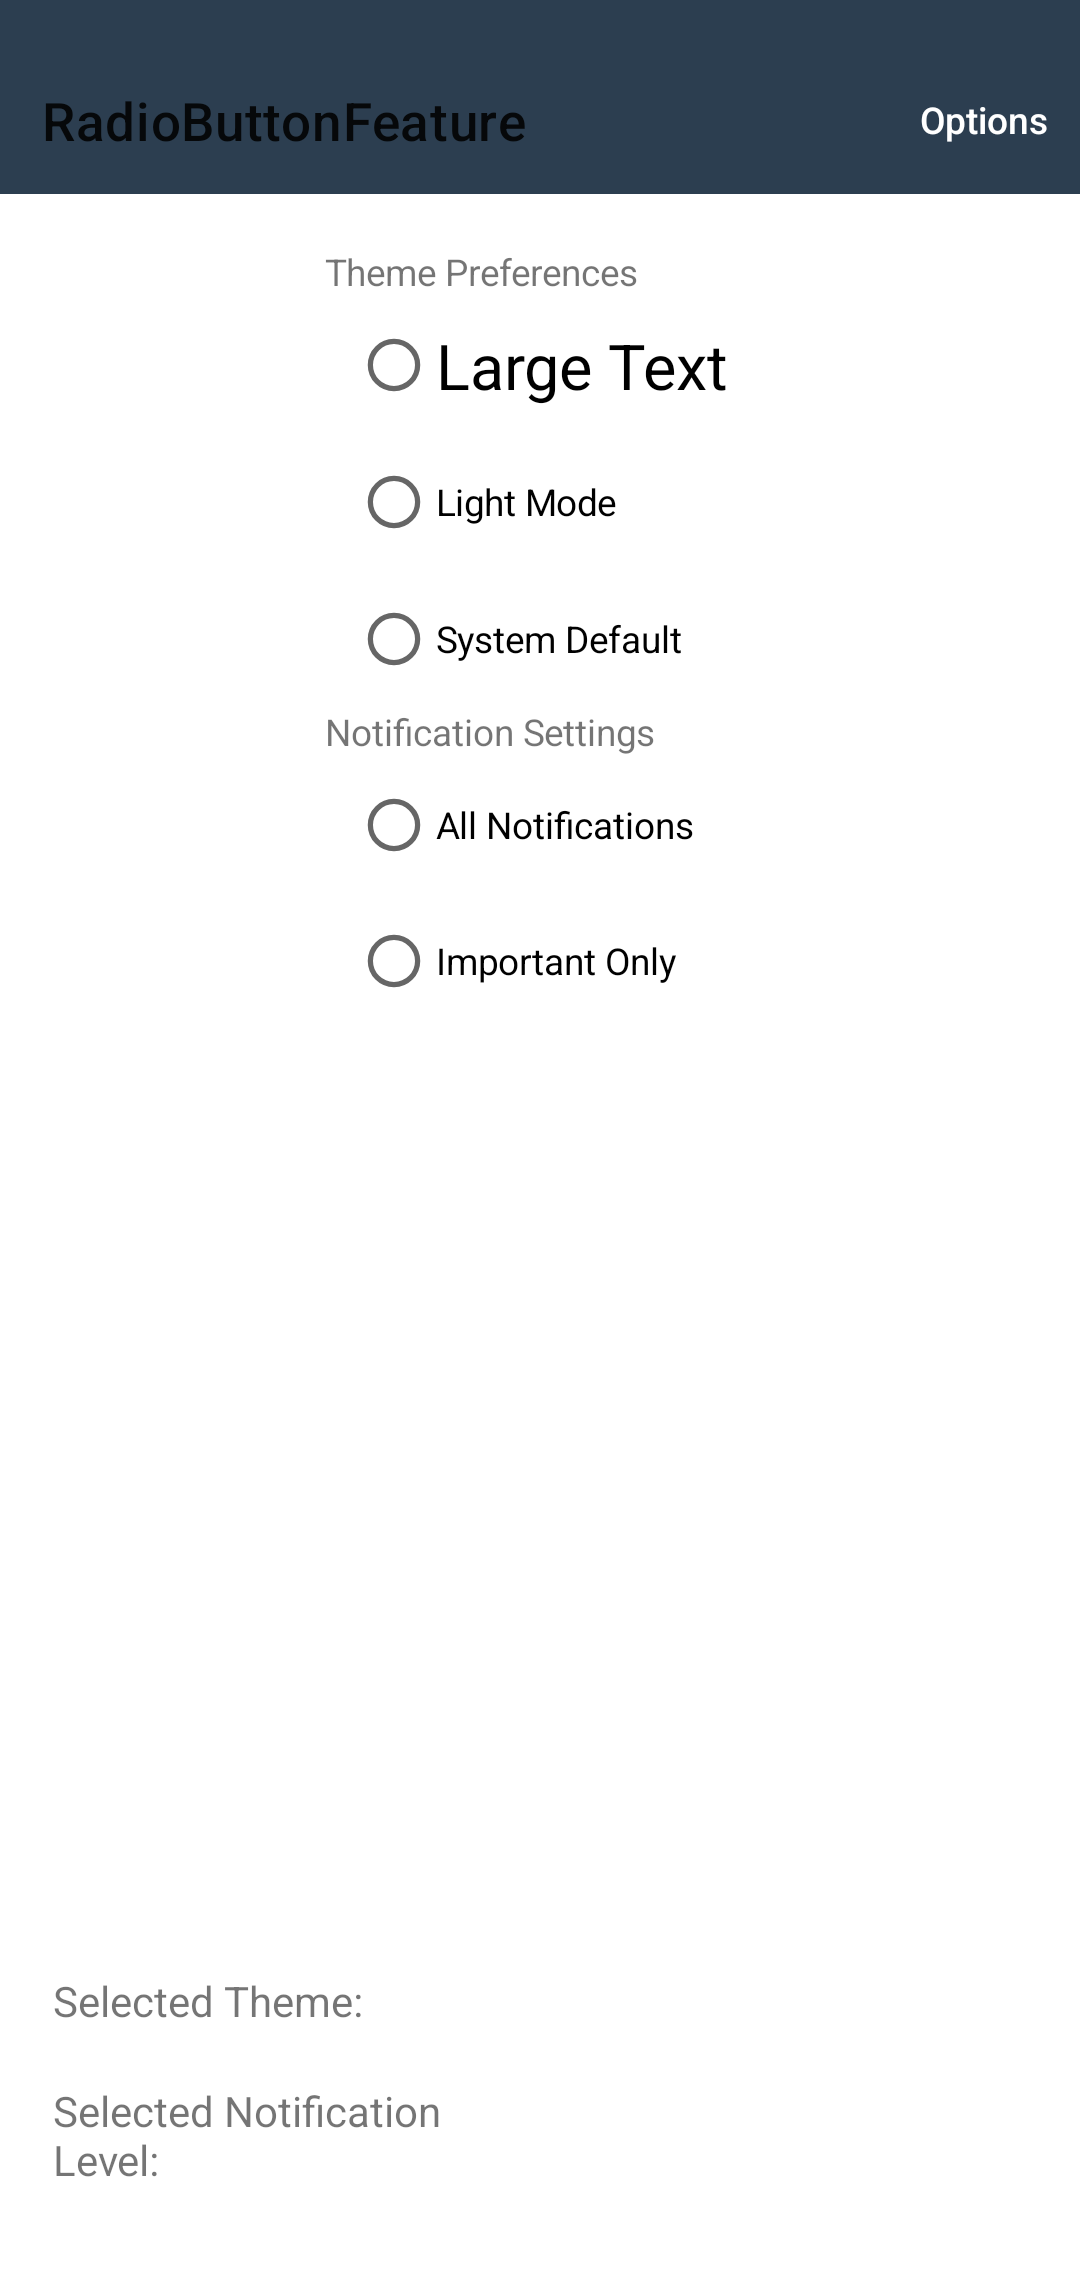 RadioButtonFeature
Options
Theme Preferences
Large Text
Light Mode
System Default
Notification Settings
All Notifications
Important Only
Selected Theme:
Selected Notification
Level: